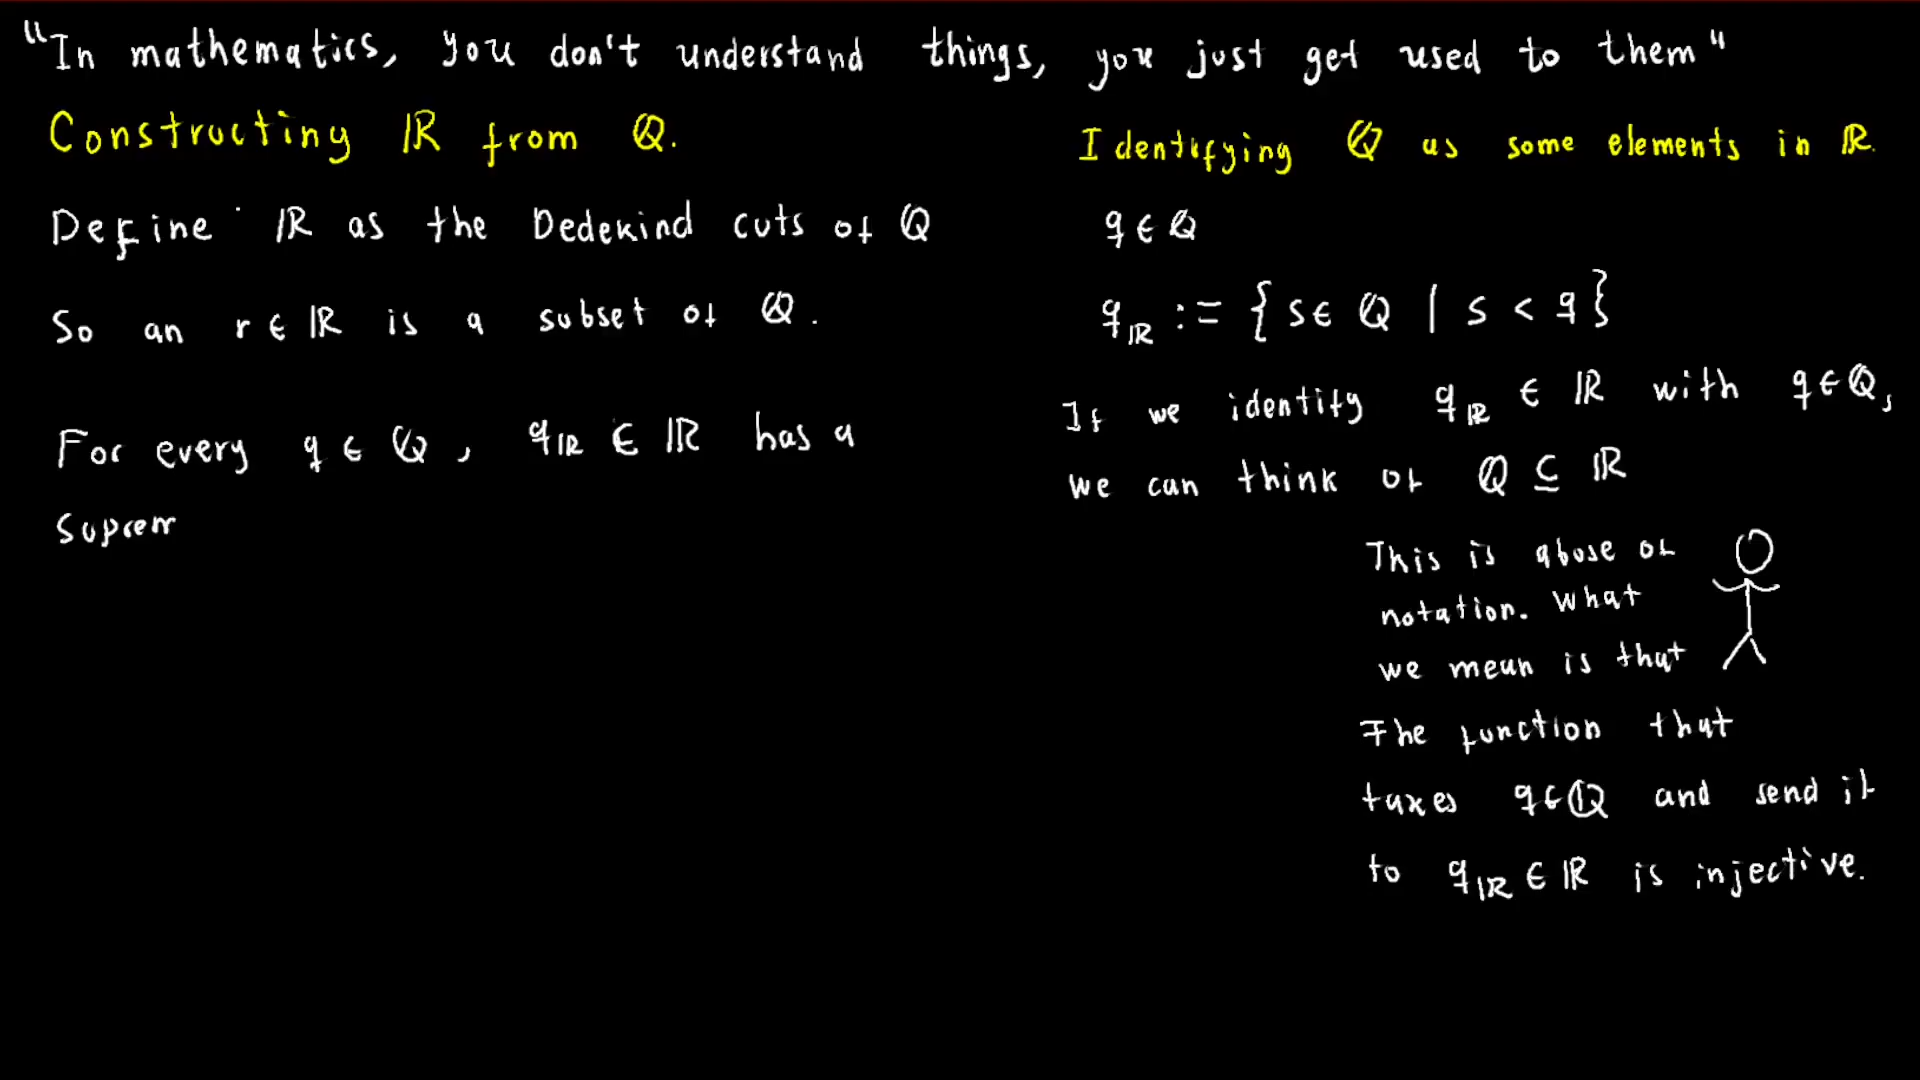 "In mathematics, you don't understand things, you just get used to them"
Constructing ℝ from ℚ.
Define ℝ as the Dedekind cuts of ℚ
So an r ∈ ℝ is a subset of ℚ.
For every q ∈ ℚ, q_ℝ ∈ ℝ has a
suprem
Identifying ℚ as some elements in ℝ.
q ∈ ℚ
q_ℝ := {s ∈ ℚ | s < q}
If we identify q_ℝ ∈ ℝ with q ∈ ℚ,
we can think of ℚ ⊆ ℝ
This is abuse of
notation. What
we mean is that
the function that
takes q ∈ ℚ and send it
to q_ℝ ∈ ℝ is injective.